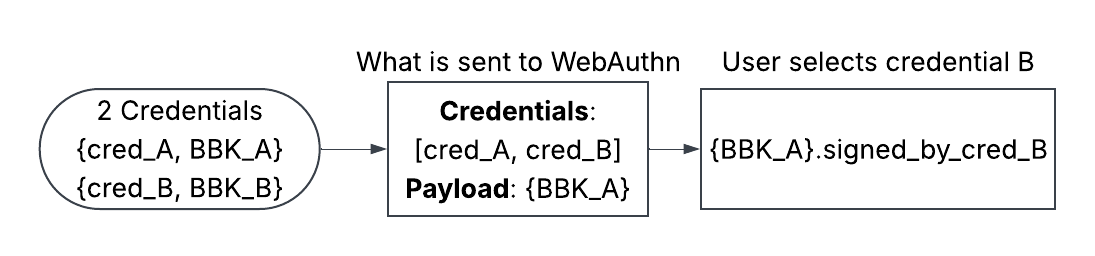 What is sent to WebAuthn
User selects credential B
2 Credentials
{cred_A, BBK_A}
{cred_B, BBK_B}
Credentials:
[cred_A, cred_B]
Payload: {BBK_A}
{BBK_A}.signed_by_cred_B